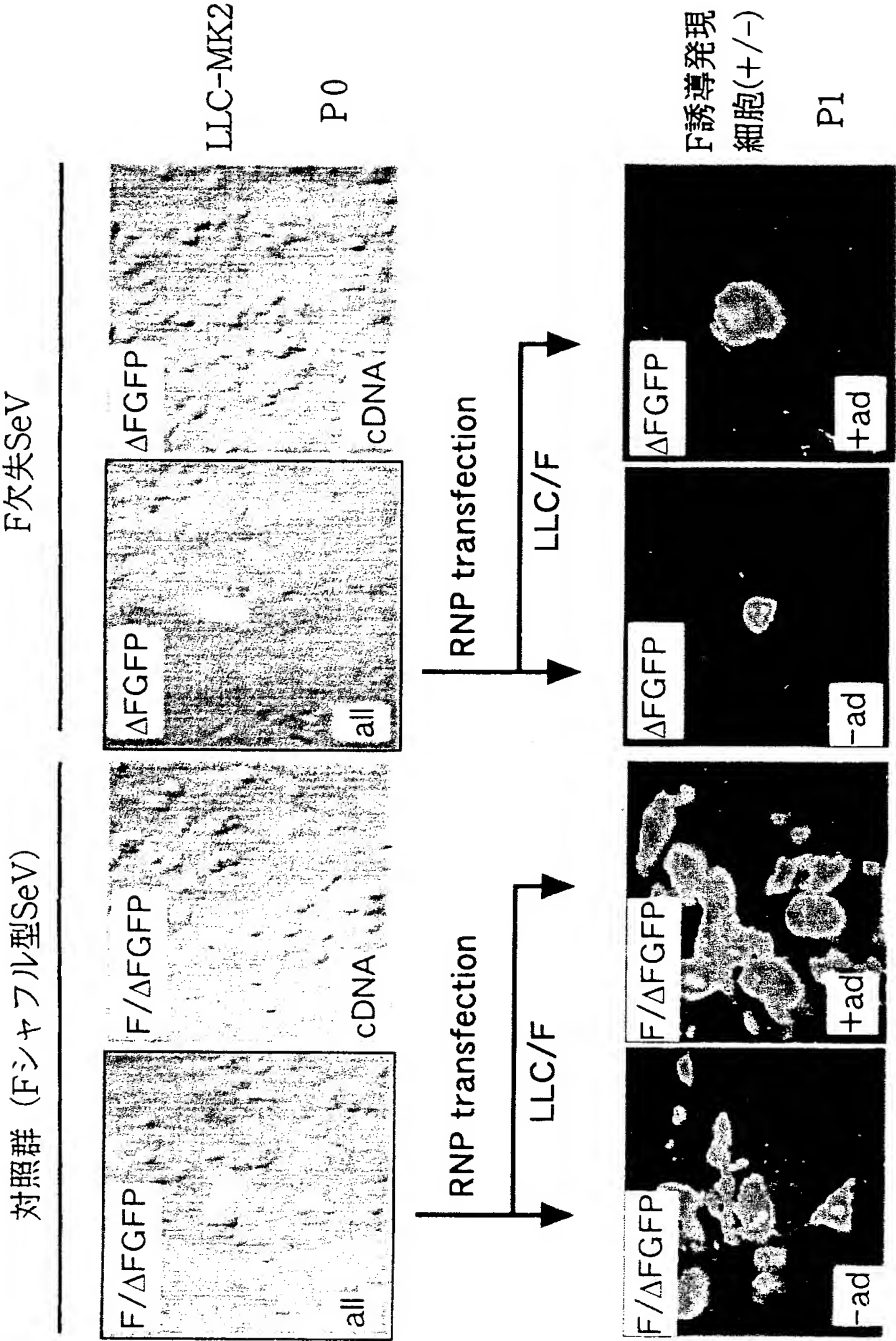 対照群 (Fシャフル型SeV)
F欠失SeV
F/ΔFGFP
all
F/ΔFGFP
cDNA
ΔFGFP
all
ΔFGFP
cDNA
LLC-MK2
P0
RNP transfection
LLC/F
RNP transfection
LLC/F
F/ΔFGFP
-ad
F/ΔFGFP
+ad
ΔFGFP
-ad
ΔFGFP
+ad
F誘導発現
細胞(+/-)
P1